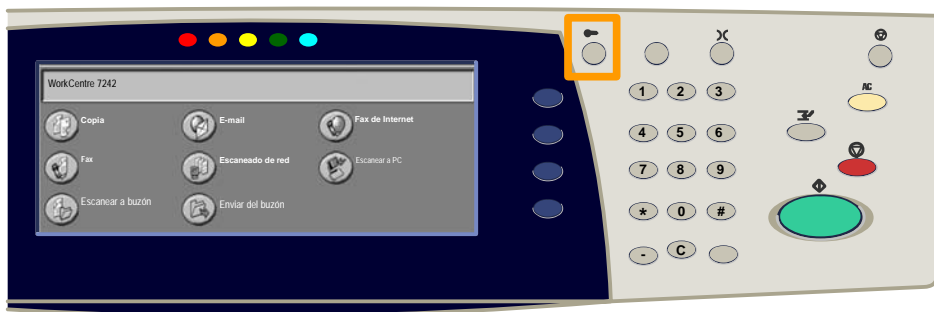 WorkCentre 7242
Copia
E-mail
Fax de Internet
Fax
Escaneado de red
Escanear a PC
Escanear a buzón
Enviar del buzón
1 2 3
4 5 6
7 8 9
* 0 #
- C
AC